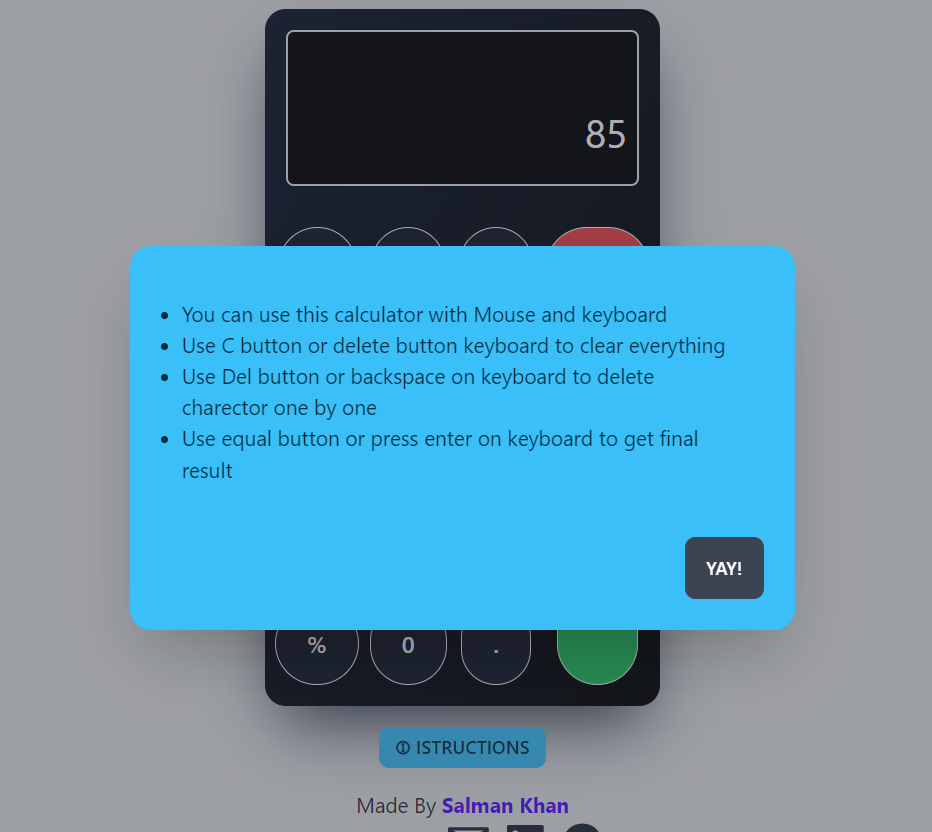 85
You can use this calculator with Mouse and keyboard
Use C button or delete button keyboard to clear everything
Use Del button or backspace on keyboard to delete
charector one by one
Use equal button or press enter on keyboard to get final
result
YAY!
% 0 .
ISTRUCTIONS
Made By Salman Khan